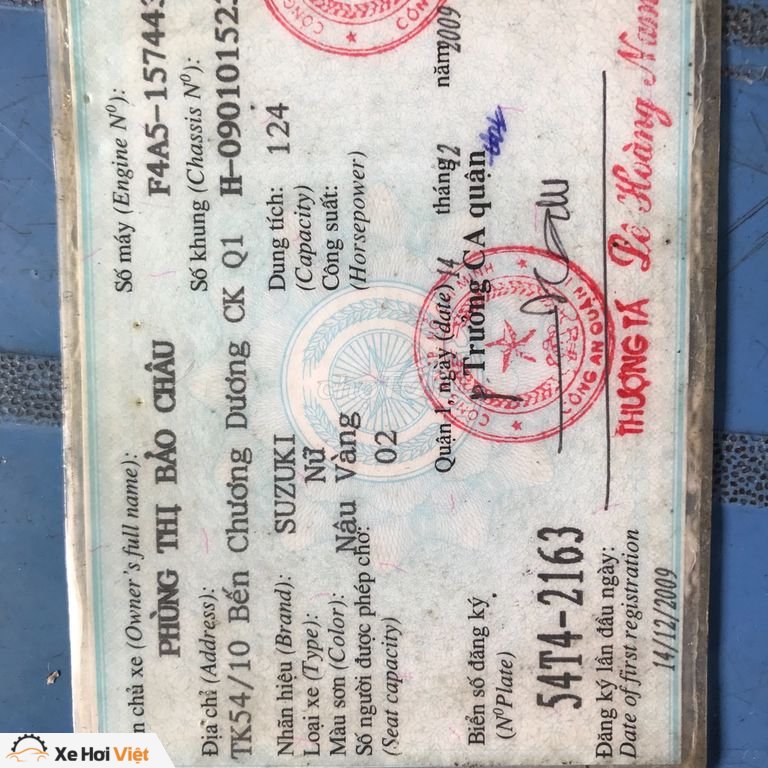 n chủ xe (Owner's full name):
PHÙNG THỊ BẢO CHÂU
Số máy (Engine Nº):
F4A5-157443
Địa chỉ (Address):
TK54/10 Bến Chương Dương CK Q1
Số khung (Chassis Nº):
H-09010152
Nhãn hiệu (Brand):
SUZUKI
Dung tích:
124
(Capacity)
Loại xe (Type):
Nữ
Công suất:
(Horsepower)
Màu sơn (Color):
Nâu Vàng
Số người được phép cho:
02
(Seat capacity)
Quận 1, ngày (date) 14 tháng 12 năm 2009
Trưởng CA quận
Biển số đăng ký
(NºPlate)
54T4-2163
CÔNG AN QUẬN
THƯỢNG TÁ Lê Hoàng Nam
Đăng ký lần đầu ngày:
Date of first registration
14/12/2009
Xe Hơi Việt